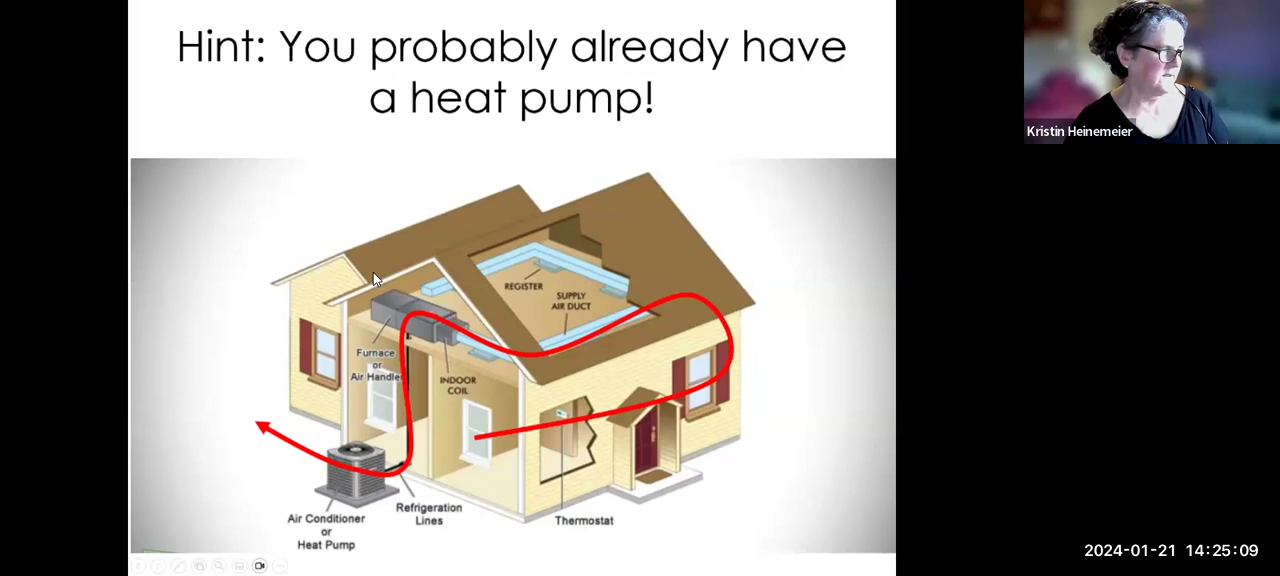 Hint: You probably already have
a heat pump!
Kristin Heinemeier
REGISTER
SUPPLY
AIR DUCT
Furnace
or
Air Handler
INDOOR
COIL
Refrigeration
Lines
Air Conditioner
or
Heat Pump
Thermostat
2024-01-21 14:25:09